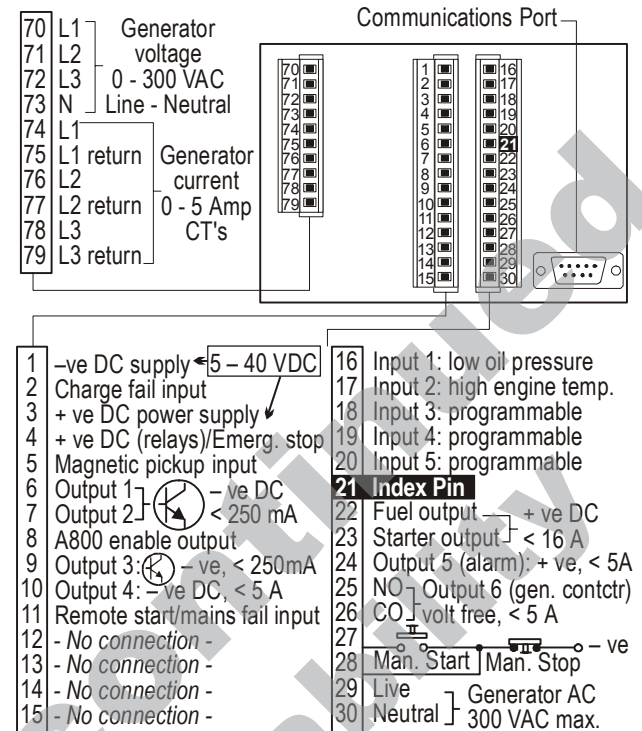 Communications Port
70 L1
71 L2
72 L3
73 N
Generator
voltage
0 - 300 VAC
Line - Neutral
74 L1
75 L1 return
76 L2
77 L2 return
78 L3
79 L3 return
Generator
current
0 - 5 Amp
CT's
70
71
72
73
74
75
76
77
78
79
1
2
3
4
5
6
7
8
9
10
11
12
13
14
15
16
17
18
19
20
21
22
23
24
25
26
27
28
29
30
1 –ve DC supply 5 – 40 VDC
2 Charge fail input
3 + ve DC power supply
4 + ve DC (relays)/Emerg. stop
5 Magnetic pickup input
6 Output 1 – ve DC
7 Output 2 < 250 mA
8 A800 enable output
9 Output 3: – ve, < 250mA
10 Output 4: – ve DC, < 5 A
11 Remote start/mains fail input
12 - No connection -
13 - No connection -
14 - No connection -
15 - No connection -
16 Input 1: low oil pressure
17 Input 2: high engine temp.
18 Input 3: programmable
19 Input 4: programmable
20 Input 5: programmable
21 Index Pin
22 Fuel output + ve DC
23 Starter output < 16 A
24 Output 5 (alarm): + ve, < 5A
25 NO Output 6 (gen. contctr)
26 CO volt free, < 5 A
27 – ve
28 Man. Start Man. Stop
29 Live Generator AC
30 Neutral 300 VAC max.